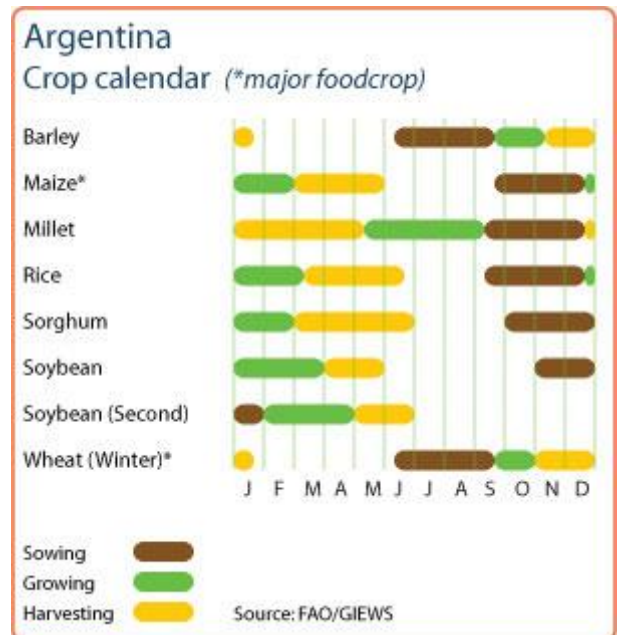 Argentina
Crop calendar (*major foodcrop)
Barley
Maize*
Millet
Rice
Sorghum
Soybean
Soybean (Second)
Wheat (Winter)*
J F M A M J J A S O N D
Sowing
Growing
Harvesting
Source: FAO/GIEWS